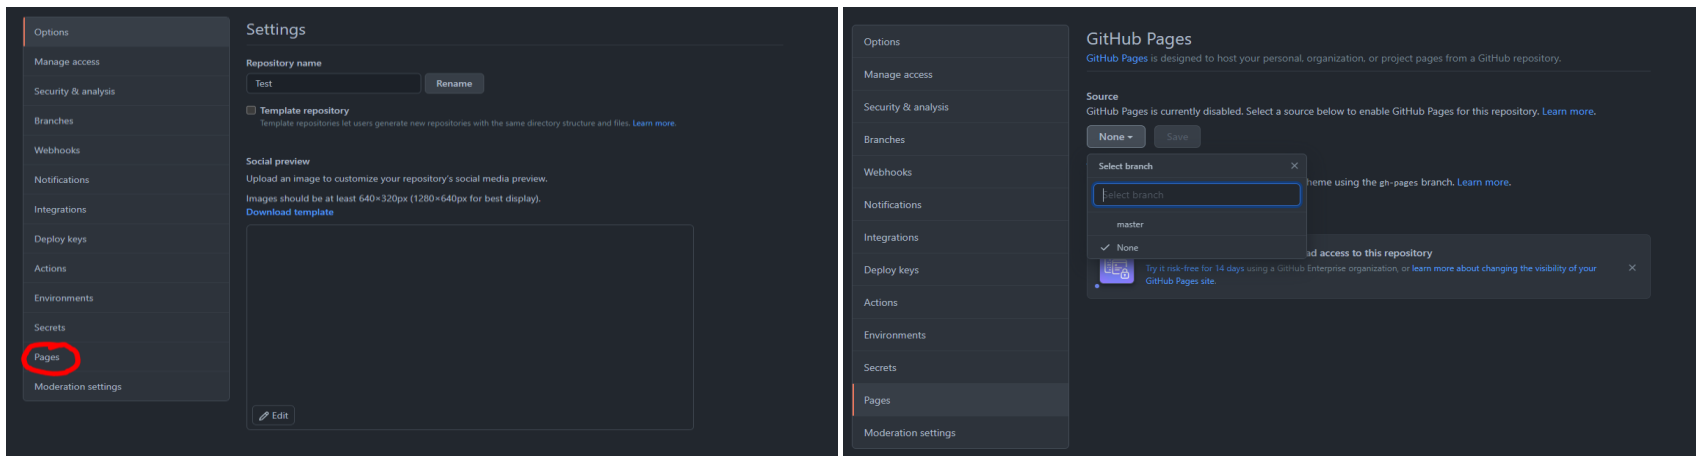 Options
Manage access
Security & analysis
Branches
Webhooks
Notifications
Integrations
Deploy keys
Actions
Environments
Secrets
Pages
Moderation settings
Settings
Repository name
Test
Rename
Template repository
Template repositories let users generate new repositories with the same directory structure and files. Learn more.
Social preview
Upload an image to customize your repository's social media preview.
Images should be at least 640×320px (1280×640px for best display).
Download template
Edit
Options
Manage access
Security & analysis
Branches
Webhooks
Notifications
Integrations
Deploy keys
Actions
Environments
Secrets
Pages
Moderation settings
GitHub Pages
GitHub Pages is designed to host your personal, organization, or project pages from a GitHub repository.
Source
GitHub Pages is currently disabled. Select a source below to enable GitHub Pages for this repository. Learn more.
None
Save
Select branch
Select branch
master
None
heme using the gh-pages branch. Learn more.
ad access to this repository
Try it risk-free for 14 days using a GitHub Enterprise organization, or learn more about changing the visibility of your
GitHub Pages site.